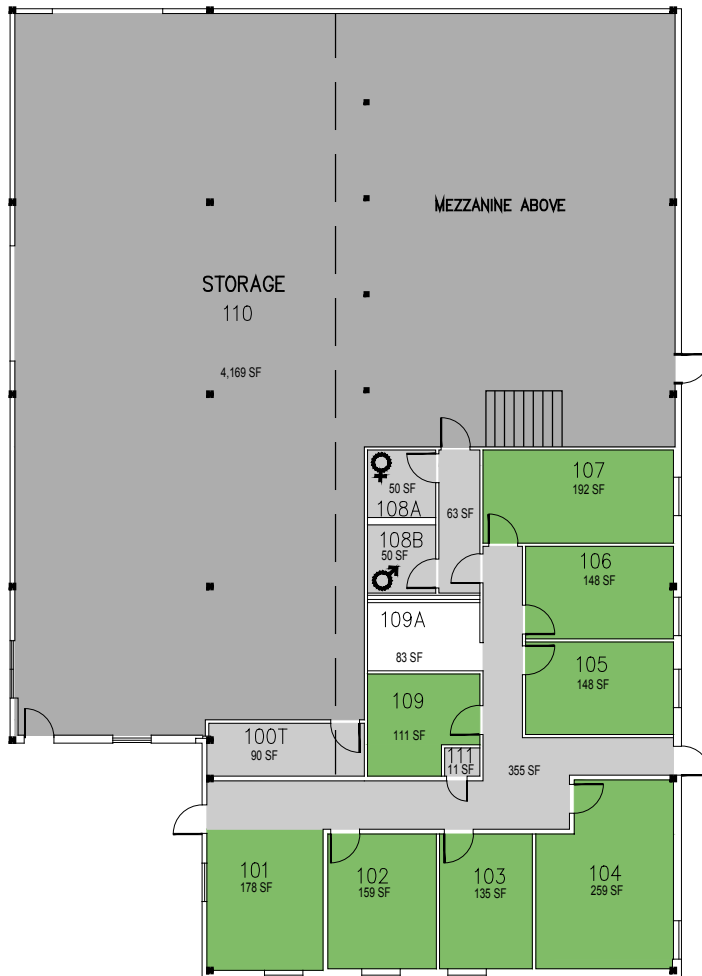 MEZZANINE ABOVE
STORAGE
110
4,169 SF
107
192 SF
50 SF
108A
63 SF
108B
50 SF
106
148 SF
109A
83 SF
105
148 SF
109
111 SF
100T
90 SF
111
11 SF
355 SF
101
178 SF
102
159 SF
103
135 SF
104
259 SF